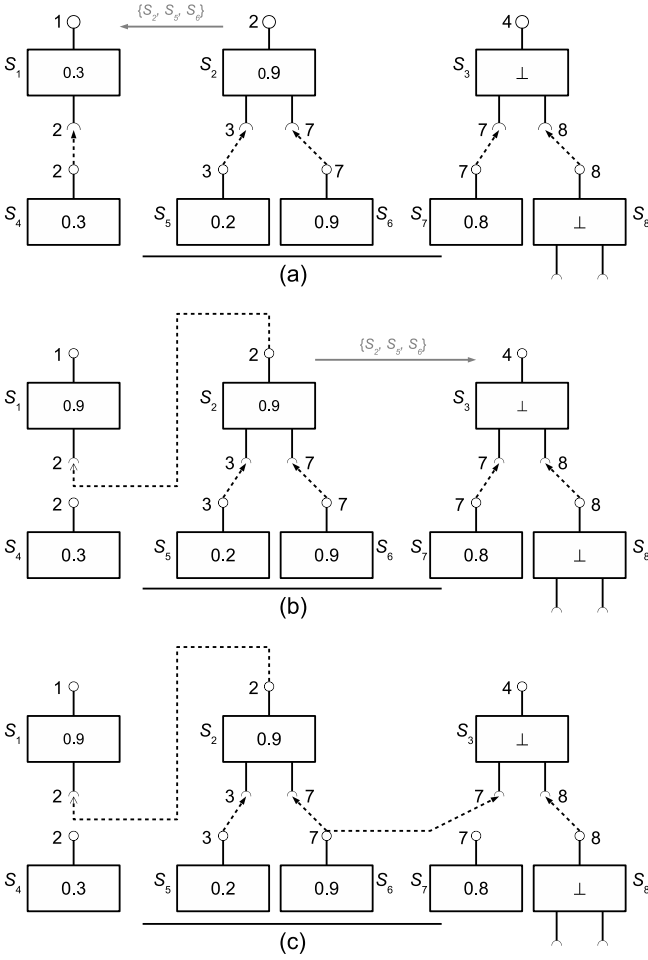 1 {S2, S5, S6} 2 4
S1 0.3 S2 0.9 S3 ⊥
2 3 7 7 8
2 3 7 7 8
S4 0.3 S5 0.2 0.9 S6 S7 0.8 ⊥ S8
(a)
1 2 {S2, S5, S6} 4
S1 0.9 S2 0.9 S3 ⊥
2 3 7 7 8
2 3 7 7 8
S4 0.3 S5 0.2 0.9 S6 S7 0.8 ⊥ S8
(b)
1 2 4
S1 0.9 S2 0.9 S3 ⊥
2 3 7 7 8
2 3 7 7 8
S4 0.3 S5 0.2 0.9 S6 S7 0.8 ⊥ S8
(c)